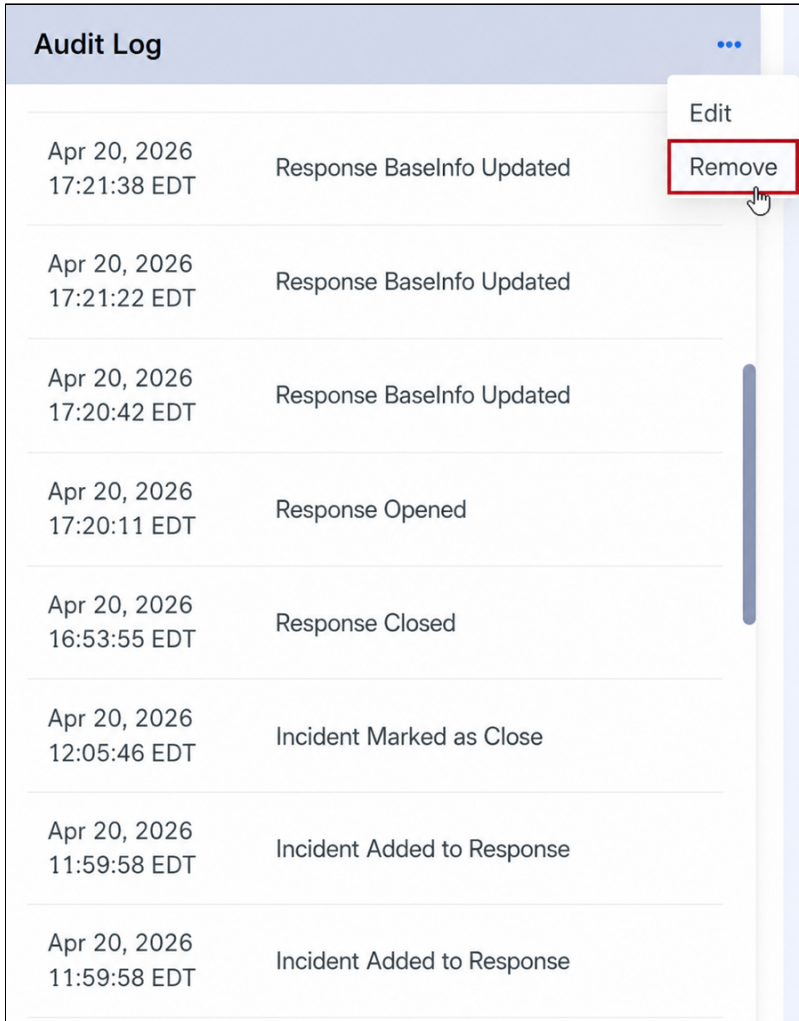 Audit Log
Edit
Remove
Apr 20, 2026
17:21:38 EDT
Response BaseInfo Updated
Apr 20, 2026
17:21:22 EDT
Response BaseInfo Updated
Apr 20, 2026
17:20:42 EDT
Response BaseInfo Updated
Apr 20, 2026
17:20:11 EDT
Response Opened
Apr 20, 2026
16:53:55 EDT
Response Closed
Apr 20, 2026
12:05:46 EDT
Incident Marked as Close
Apr 20, 2026
11:59:58 EDT
Incident Added to Response
Apr 20, 2026
11:59:58 EDT
Incident Added to Response